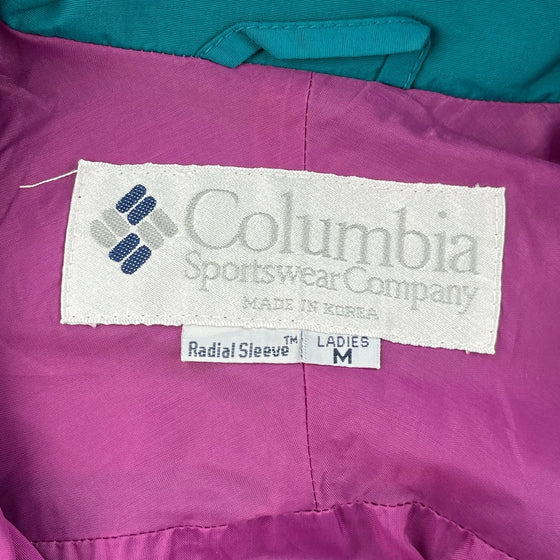 Columbia
Sportswear Company
MADE IN KOREA
Radial Sleeve™
LADIES
M